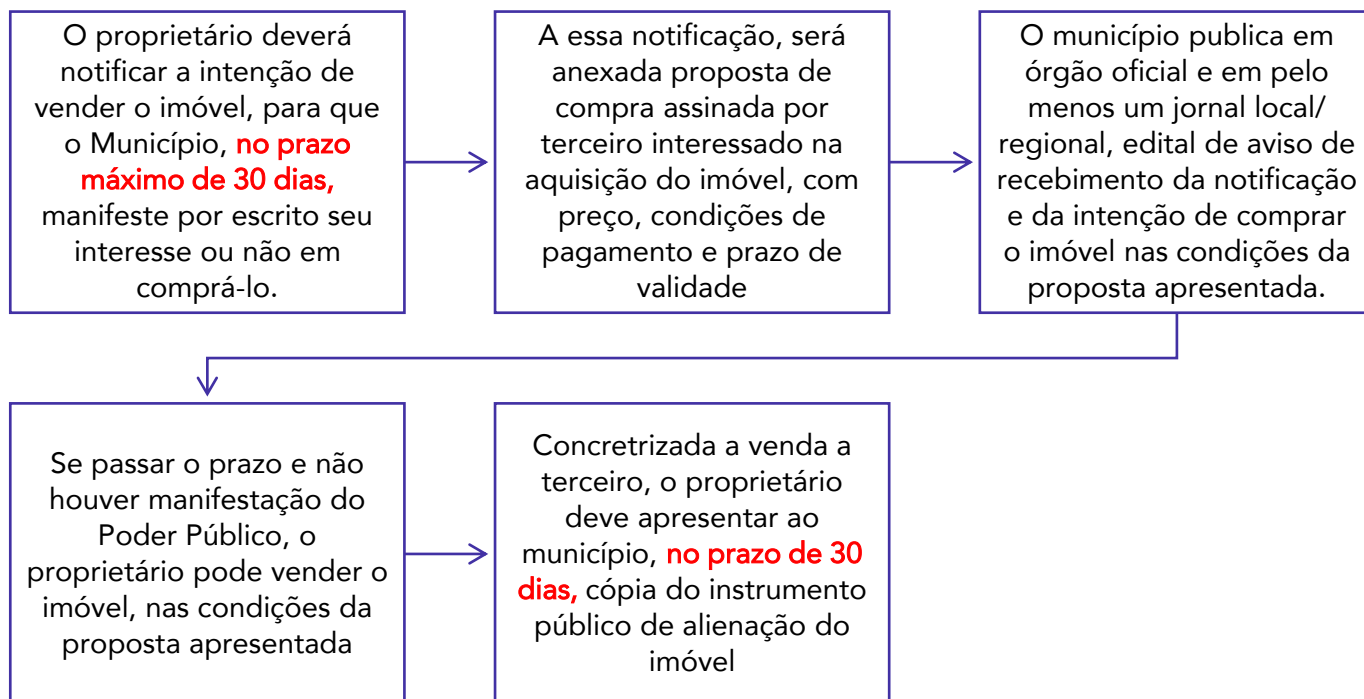 O proprietário deverá
notificar a intenção de
vender o imóvel, para que
o Município, no prazo
máximo de 30 dias,
manifeste por escrito seu
interesse ou não em
comprá-lo.
A essa notificação, será
anexada proposta de
compra assinada por
terceiro interessado na
aquisição do imóvel, com
preço, condições de
pagamento e prazo de
validade
O município publica em
órgão oficial e em pelo
menos um jornal local/
regional, edital de aviso de
recebimento da notificação
e da intenção de comprar
o imóvel nas condições da
proposta apresentada.
Se passar o prazo e não
houver manifestação do
Poder Público, o
proprietário pode vender o
imóvel, nas condições da
proposta apresentada
Concretrizada a venda a
terceiro, o proprietário
deve apresentar ao
município, no prazo de 30
dias, cópia do instrumento
público de alienação do
imóvel